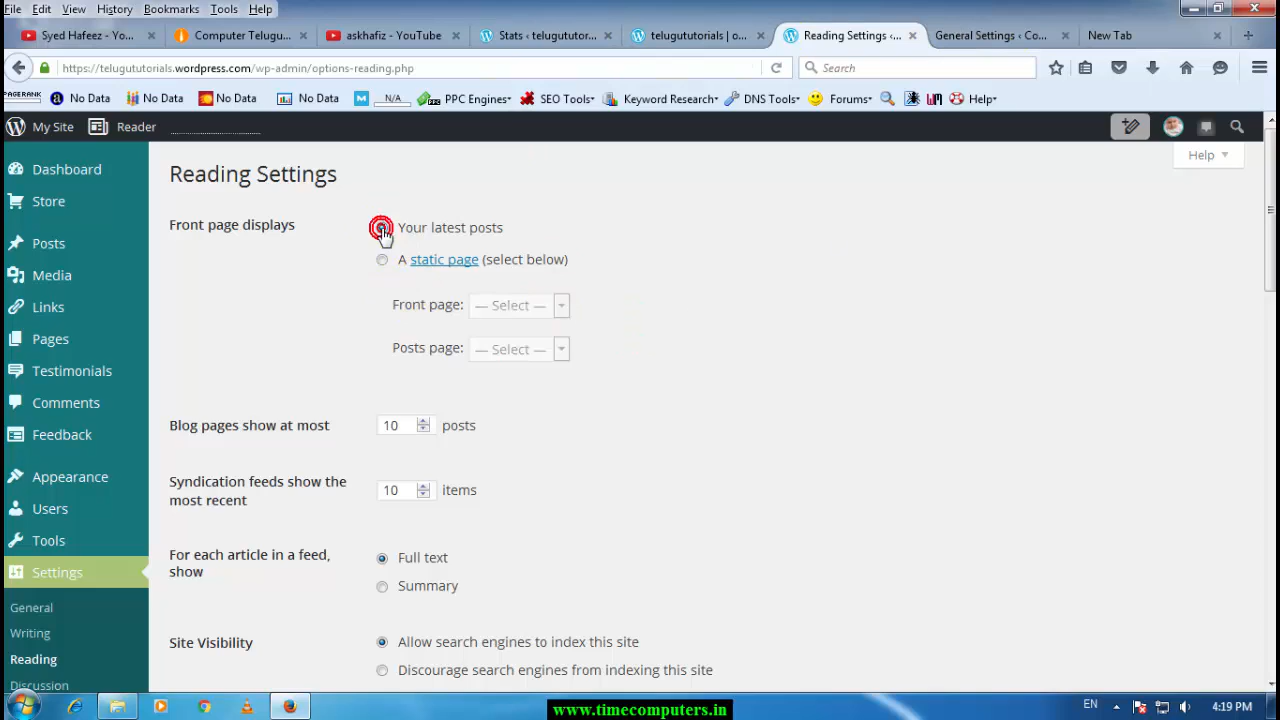 File Edit View History Bookmarks Tools Help
Syed Hafeez - You... × Computer Telugu... × askhafiz - YouTube × Stats ‹ telugututor... × telugututorials | o... × Reading Settings ‹... × General Settings ‹ Co... × New Tab × +
https://telugututorials.wordpress.com/wp-admin/options-reading.php Search
PAGERANK a No Data No Data No Data No Data M N/A PPC Engines SEO Tools Keyword Research DNS Tools Forums Help
My Site Reader
Help
Dashboard
Store
Posts
Media
Links
Pages
Testimonials
Comments
Feedback
Appearance
Users
Tools
Settings
General
Writing
Reading
Discussion
Reading Settings
Front page displays Your latest posts
A static page (select below)
Front page: — Select —
Posts page: — Select —
Blog pages show at most 10 posts
Syndication feeds show the most recent 10 items
For each article in a feed, show Full text
Summary
Site Visibility Allow search engines to index this site
Discourage search engines from indexing this site
EN 4:19 PM
www.timecomputers.in